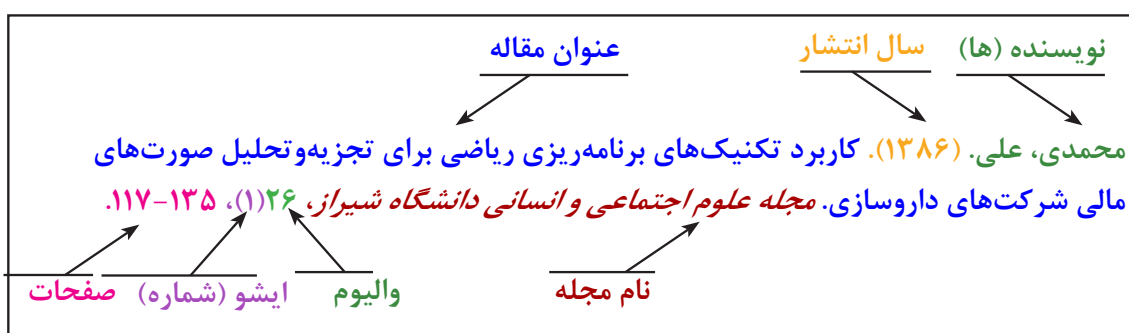 نویسنده (ها) سال انتشار عنوان مقاله
محمدی، علی. (۱۳۸۶). کاربرد تکنیک‌های برنامه‌ریزی ریاضی برای تجزیه‌وتحلیل صورت‌های
مالی شرکت‌های داروسازی. مجله علوم اجتماعی و انسانی دانشگاه شیراز، ۲۶(۱)، ۱۳۵-۱۱۷.
نام مجله والیوم ایشو (شماره) صفحات